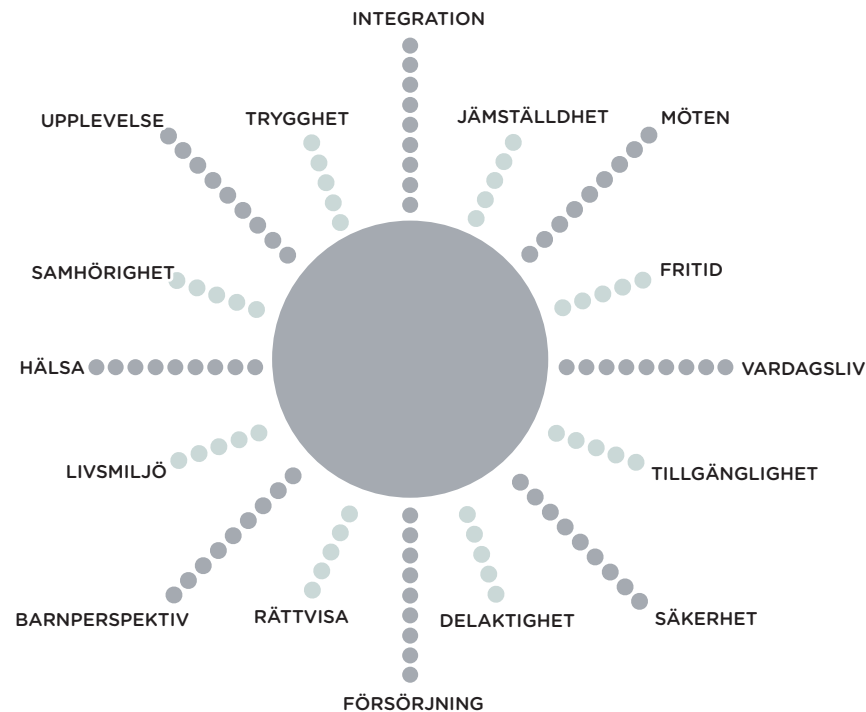 INTEGRATION
UPPLEVELSE
TRYGGHET
JÄMSTÄLLDHET
MÖTEN
SAMHÖRIGHET
FRITID
HÄLSA
VARDAGSLIV
LIVSMILJÖ
TILLGÄNGLIGHET
BARNPERSPEKTIV
RÄTTVISA
DELAKTIGHET
SÄKERHET
FÖRSÖRJNING